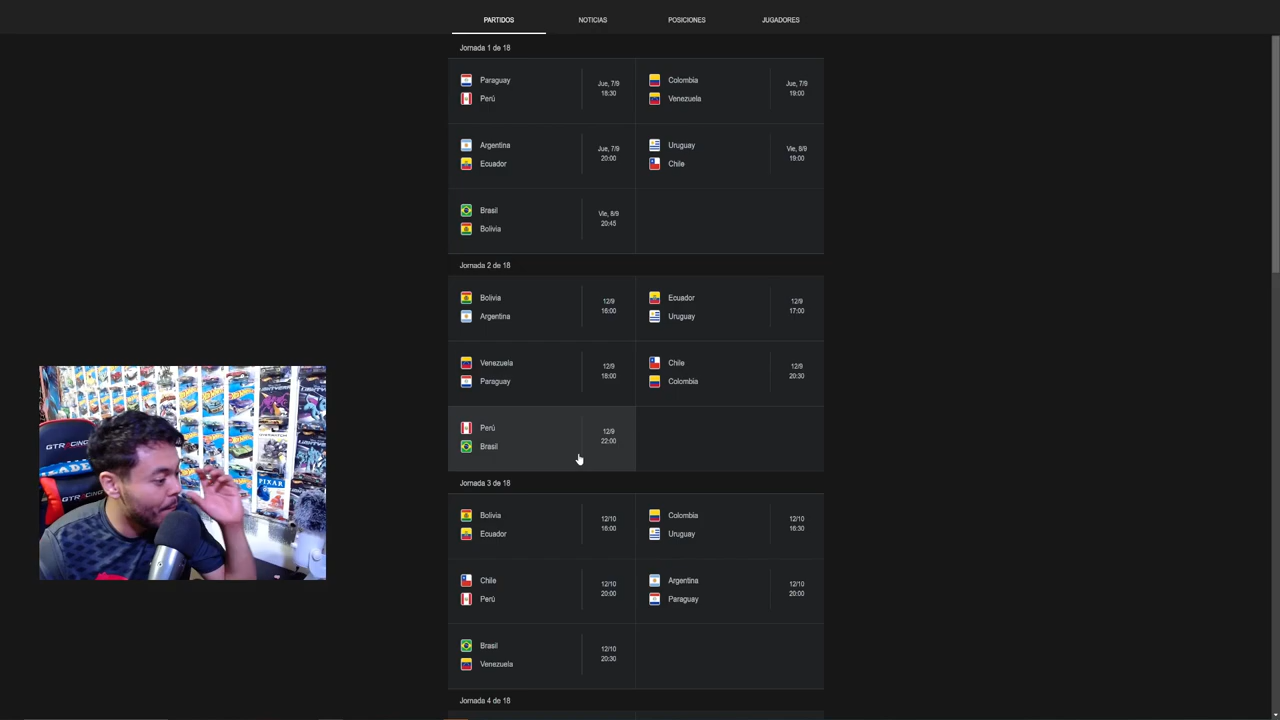 PARTIDOS
NOTICIAS
POSICIONES
JUGADORES
Jornada 1 de 18
Paraguay
Perú
Jue, 7/9
18:30
Colombia
Venezuela
Jue, 7/9
19:00
Argentina
Ecuador
Jue, 7/9
20:00
Uruguay
Chile
Vie, 8/9
19:00
Brasil
Bolivia
Vie, 8/9
20:45
Jornada 2 de 18
Bolivia
Argentina
12/9
16:00
Ecuador
Uruguay
12/9
17:00
Venezuela
Paraguay
12/9
18:00
Chile
Colombia
12/9
20:30
Perú
Brasil
12/9
22:00
Jornada 3 de 18
Bolivia
Ecuador
12/10
16:00
Colombia
Uruguay
12/10
16:30
Chile
Perú
12/10
20:00
Argentina
Paraguay
12/10
20:00
Brasil
Venezuela
12/10
20:30
Jornada 4 de 18
GTRACING
GTRACING
PIXAR